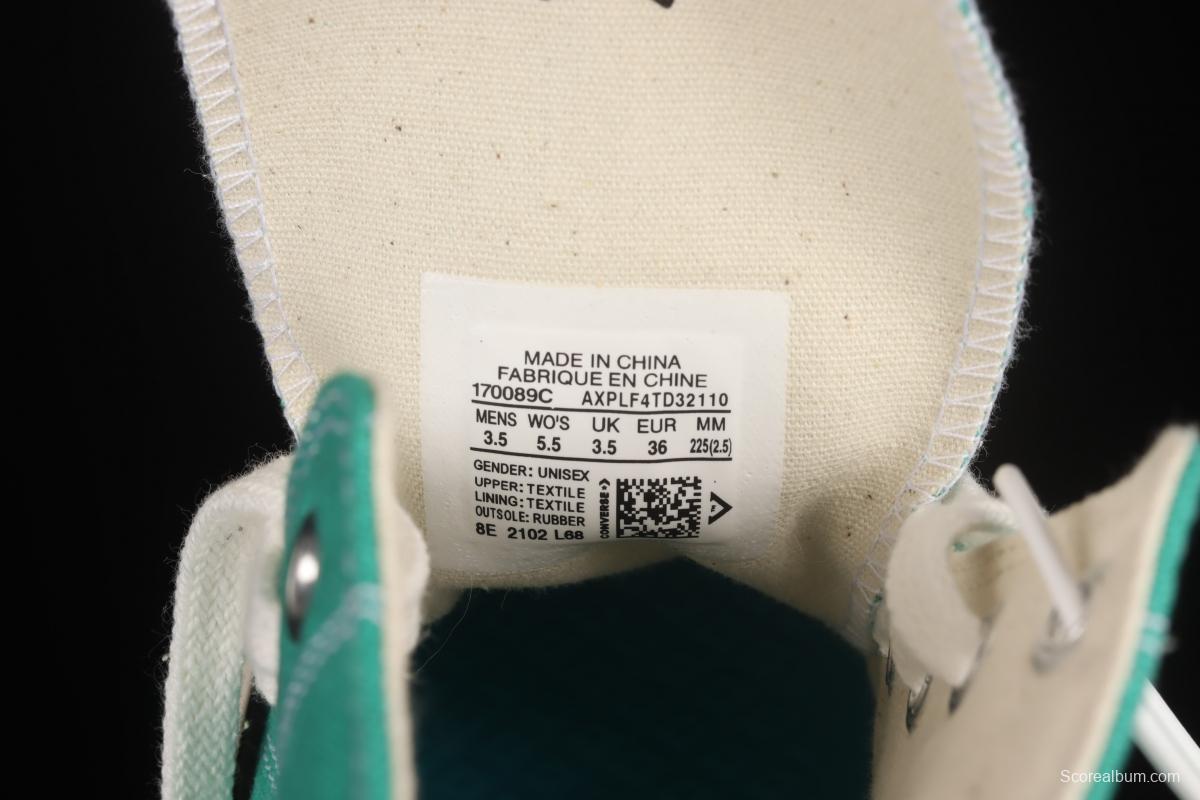 MADE IN CHINA
FABRIQUE EN CHINE
170089C AXPLF4TD32110
MENS WO'S UK EUR MM
3.5 5.5 3.5 36 225(2.5)
GENDER: UNISEX
UPPER: TEXTILE
LINING: TEXTILE
OUTSOLE: RUBBER
8E 2102 L68
CONVERSE
F
Scorealbum.com